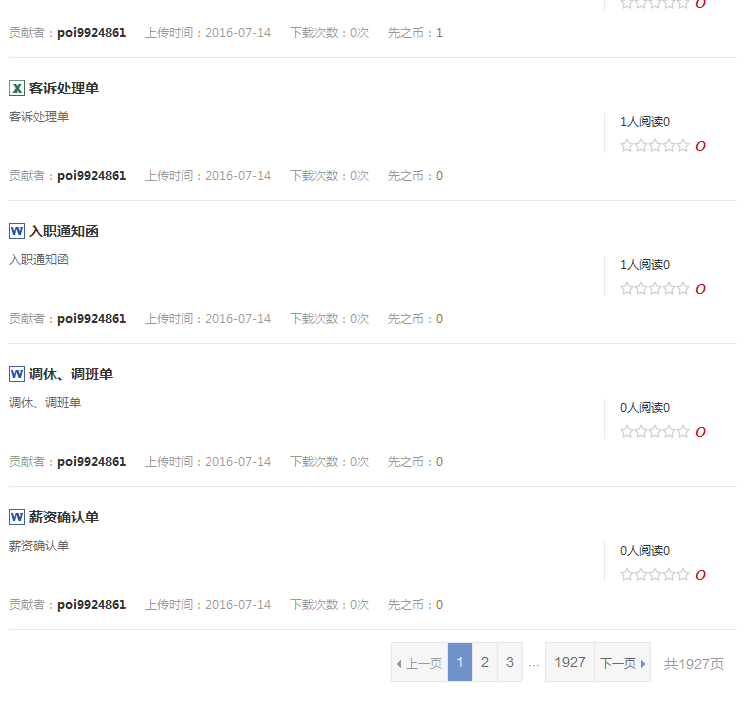 0
贡献者：poi9924861 上传时间：2016-07-14 下载次数：0次 先之币：1
客诉处理单
客诉处理单
1人阅读0
0
贡献者：poi9924861 上传时间：2016-07-14 下载次数：0次 先之币：0
入职通知函
入职通知函
1人阅读0
0
贡献者：poi9924861 上传时间：2016-07-14 下载次数：0次 先之币：0
调休、调班单
调休、调班单
0人阅读0
0
贡献者：poi9924861 上传时间：2016-07-14 下载次数：0次 先之币：0
薪资确认单
薪资确认单
0人阅读0
0
贡献者：poi9924861 上传时间：2016-07-14 下载次数：0次 先之币：0
上一页 1 2 3 ... 1927 下一页 共1927页